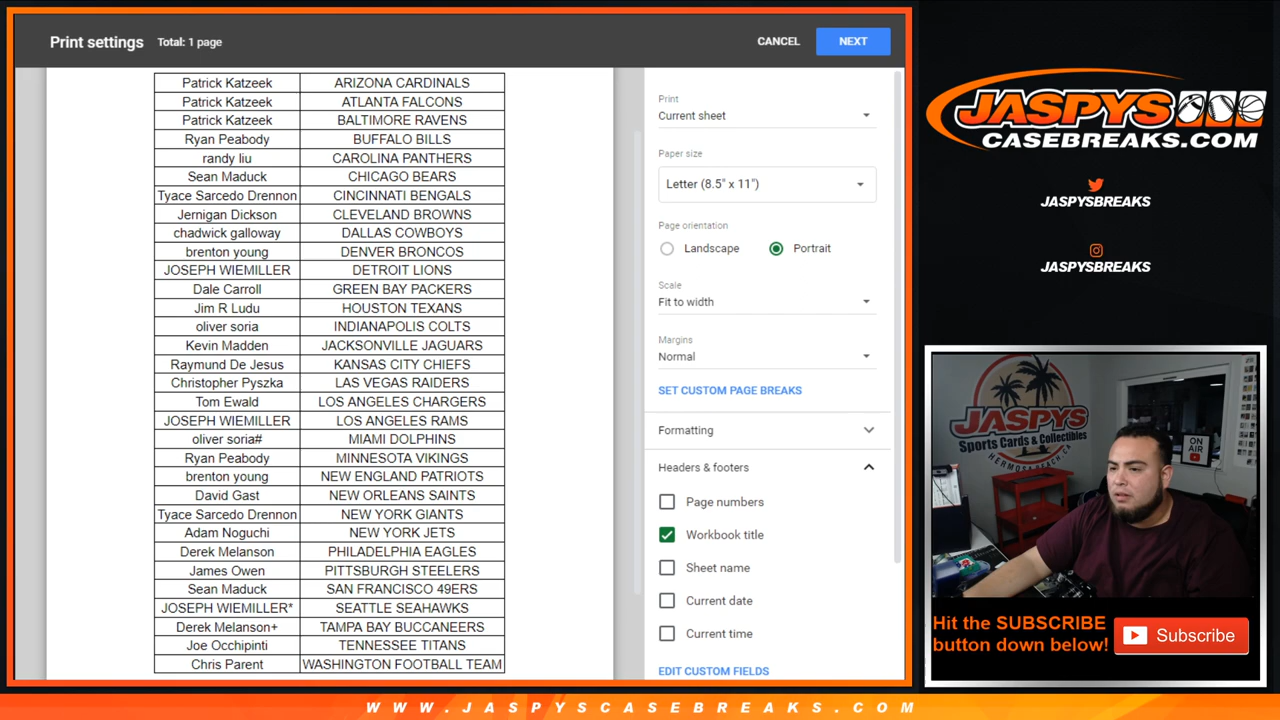 Print settings Total: 1 page CANCEL NEXT
Patrick Katzeek ARIZONA CARDINALS
Patrick Katzeek ATLANTA FALCONS
Patrick Katzeek BALTIMORE RAVENS
Ryan Peabody BUFFALO BILLS
randy liu CAROLINA PANTHERS
Sean Maduck CHICAGO BEARS
Tyace Sarcedo Drennon CINCINNATI BENGALS
Jernigan Dickson CLEVELAND BROWNS
chadwick galloway DALLAS COWBOYS
brenton young DENVER BRONCOS
JOSEPH WIEMILLER DETROIT LIONS
Dale Carroll GREEN BAY PACKERS
Jim R Ludu HOUSTON TEXANS
oliver soria INDIANAPOLIS COLTS
Kevin Madden JACKSONVILLE JAGUARS
Raymund De Jesus KANSAS CITY CHIEFS
Christopher Pyszka LAS VEGAS RAIDERS
Tom Ewald LOS ANGELES CHARGERS
JOSEPH WIEMILLER LOS ANGELES RAMS
oliver soria# MIAMI DOLPHINS
Ryan Peabody MINNESOTA VIKINGS
brenton young NEW ENGLAND PATRIOTS
David Gast NEW ORLEANS SAINTS
Tyace Sarcedo Drennon NEW YORK GIANTS
Adam Noguchi NEW YORK JETS
Derek Melanson PHILADELPHIA EAGLES
James Owen PITTSBURGH STEELERS
Sean Maduck SAN FRANCISCO 49ERS
JOSEPH WIEMILLER* SEATTLE SEAHAWKS
Derek Melanson+ TAMPA BAY BUCCANEERS
Joe Occhipinti TENNESSEE TITANS
Chris Parent WASHINGTON FOOTBALL TEAM
Print
Current sheet
Paper size
Letter (8.5" x 11")
Page orientation
Landscape Portrait
Scale
Fit to width
Margins
Normal
SET CUSTOM PAGE BREAKS
Formatting
Headers & footers
Page numbers
Workbook title
Sheet name
Current date
Current time
EDIT CUSTOM FIELDS
JASPYS
CASEBREAKS.COM
JASPYSBREAKS
JASPYSBREAKS
JASPYS
Sports Cards & Collectibles
HERMOSA BEACH, CA
ON
AIR
Hit the SUBSCRIBE
button down below!
Subscribe
WWW.JASPYSCASEBREAKS.COM